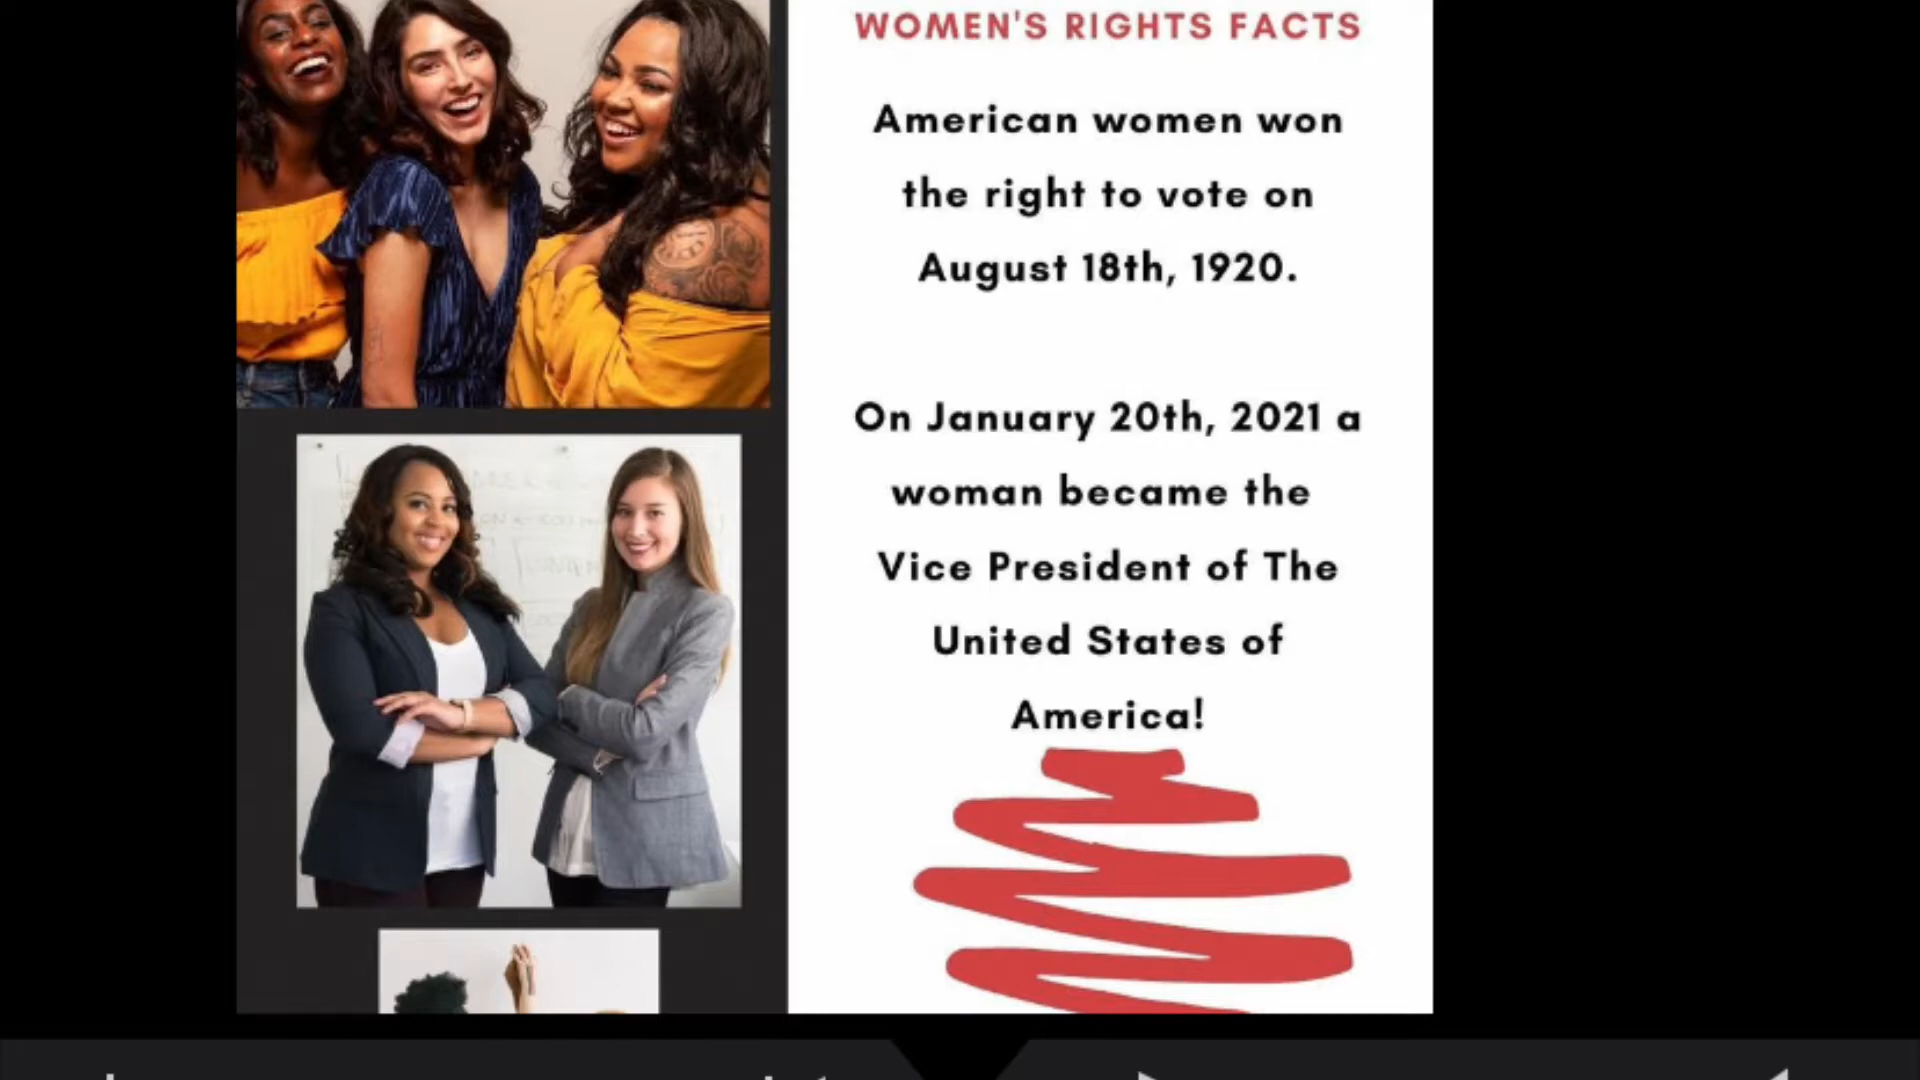 WOMEN'S RIGHTS FACTS
American women won
the right to vote on
August 18th, 1920.
On January 20th, 2021 a
woman became the
Vice President of The
United States of
America!